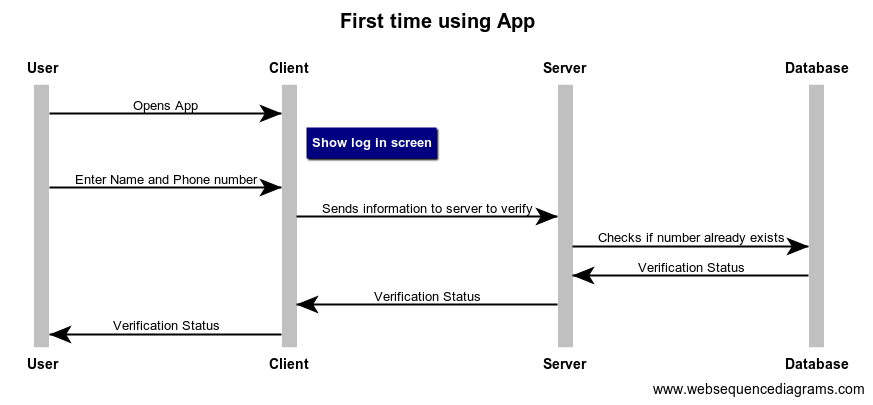 First time using App
User Client Server Database
Opens App
Show log in screen
Enter Name and Phone number
Sends information to server to verify
Checks if number already exists
Verification Status
Verification Status
Verification Status
User Client Server Database
www.websequencediagrams.com